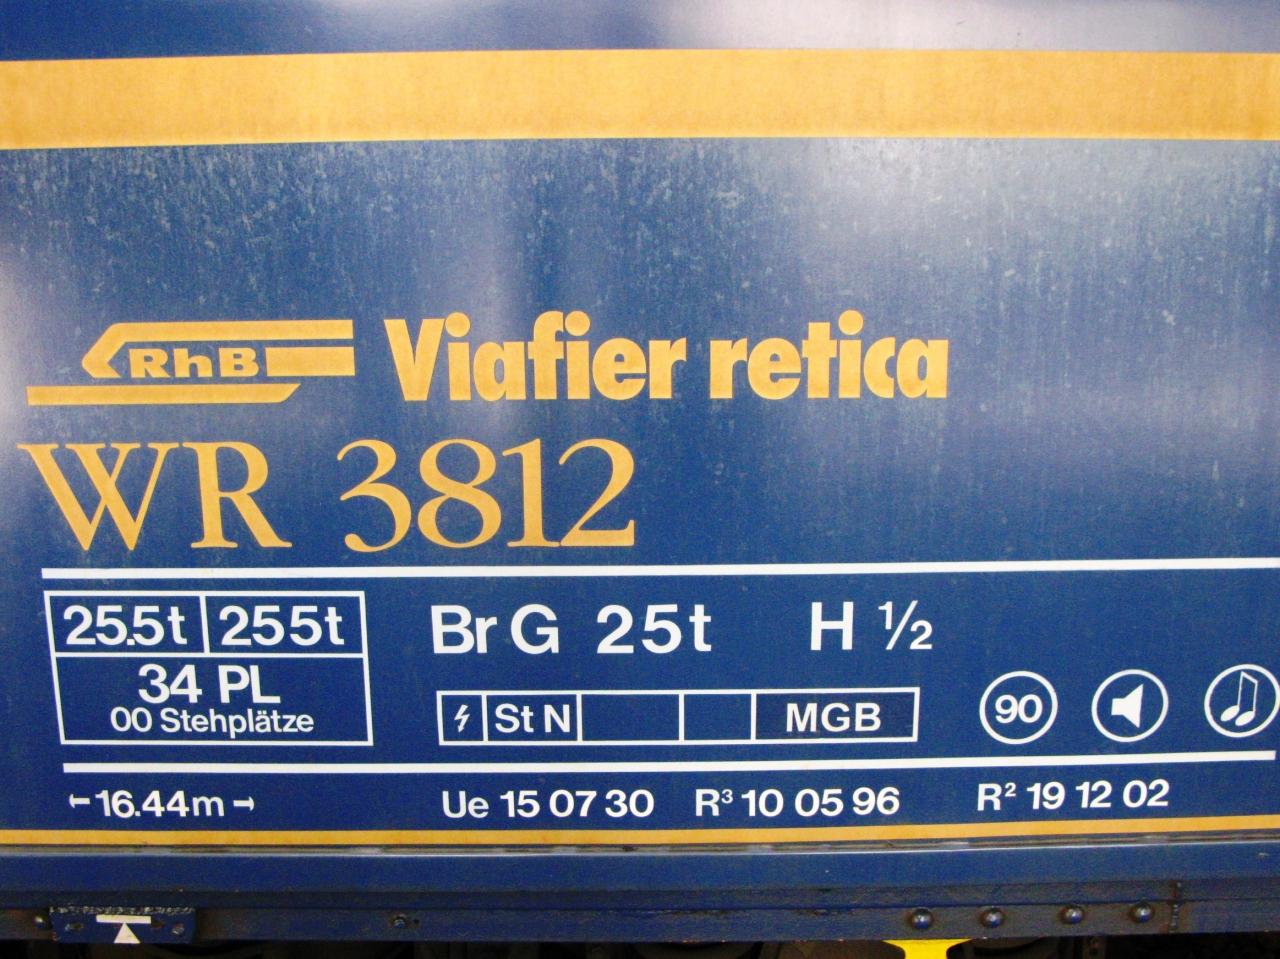 RhB Viafier retica
WR 3812
25.5t 255t
34 PL
00 Stehplätze
Br G 25t H ½
St N MGB
90
16.44m
Ue 15 07 30 R³ 10 05 96 R² 19 12 02